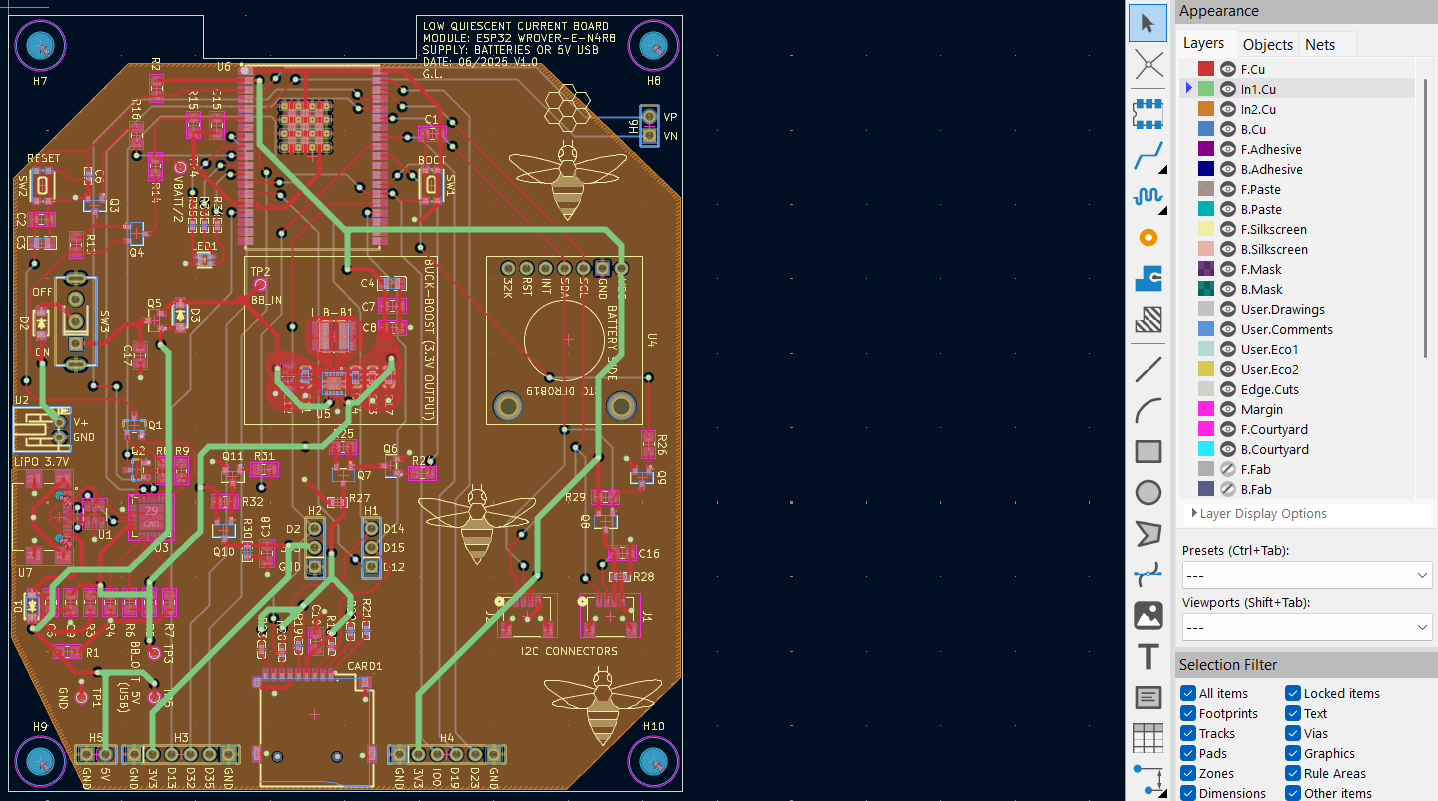 LOW QUIESCENT CURRENT BOARD
MODULE: ESP32 WROVER-E-N4R8
SUPPLY: BATTERIES OR 5V USB
DATE: 06/2025 V1.0
G.L.
H7
H8
U6
R2
R16
R15
C15
C1
H6
VP
VN
RESET
BOOT
SW2
SW1
C6
Q3
R14
VBATT/2
C2
C3
Q4
TP2
BB_IN
C4
C7
C8
BUCK-BOOST (3.3V OUTPUT)
32K
RST
INT
SDA
SCL
GND
VCC
BATTERY SIDE
U4
OFF
ON
D2
SW3
Q5
D3
C17
U5
U2
V+
GND
LiPO 3.7V
Q1
Q2
R9
R25
Q6
Q7
R26
Q9
Q11
R31
R32
R27
R29
Q8
29
GND
U1
U3
U7
Q10
R30
C18
H2
H1
D2
GND
D14
D15
D12
C16
R28
D1
R3
R4
R6
R7
R1
BB_OUT
TP3
5V
(USB)
GND
TP1
R19
R21
J2
J1
I2C CONNECTORS
CARD1
H9
H10
H5
H3
H4
GND
5V
GND
3V3
D13
D32
D35
GND
GND
3V3
IO0
D19
D23
GND
Appearance
Layers
Objects
Nets
F.Cu
In1.Cu
In2.Cu
B.Cu
F.Adhesive
B.Adhesive
F.Paste
B.Paste
F.Silkscreen
B.Silkscreen
F.Mask
B.Mask
User.Drawings
User.Comments
User.Eco1
User.Eco2
Edge.Cuts
Margin
F.Courtyard
B.Courtyard
F.Fab
B.Fab
Layer Display Options
Presets (Ctrl+Tab):
---
Viewports (Shift+Tab):
---
Selection Filter
All items
Locked items
Footprints
Text
Tracks
Vias
Pads
Graphics
Zones
Rule Areas
Dimensions
Other items